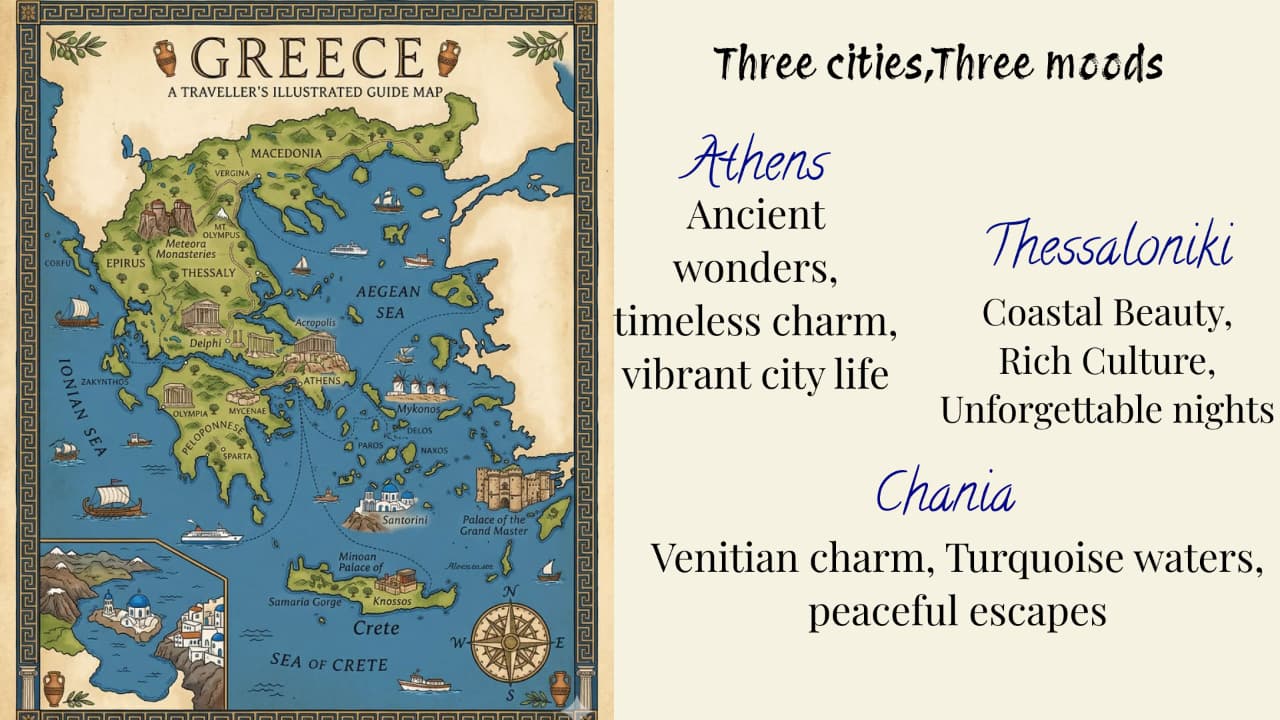 GREECE
A TRAVELLER'S ILLUSTRATED GUIDE MAP
MACEDONIA
VERGINA
MT
OLYMPUS
Meteora
Monasteries
CORFU
EPIRUS
THESSALY
AEGEAN
SEA
Acropolis
Delphi
ATHENS
ZAKYNTHOS
IONIAN SEA
OLYMPIA
MYCENAE
Mykonos
PELOPONNESE
DELOS
PAROS
NAXOS
SPARTA
Santorini
Palace of the
Grand Master
Minoan
Palace of
Knossos
Samaria Gorge
Crete
SEA OF CRETE
N
W
E
S
Three cities,Three moods
Athens
Ancient
wonders,
timeless charm,
vibrant city life
Thessaloniki
Coastal Beauty,
Rich Culture,
Unforgettable nights
Chania
Venitian charm, Turquoise waters,
peaceful escapes